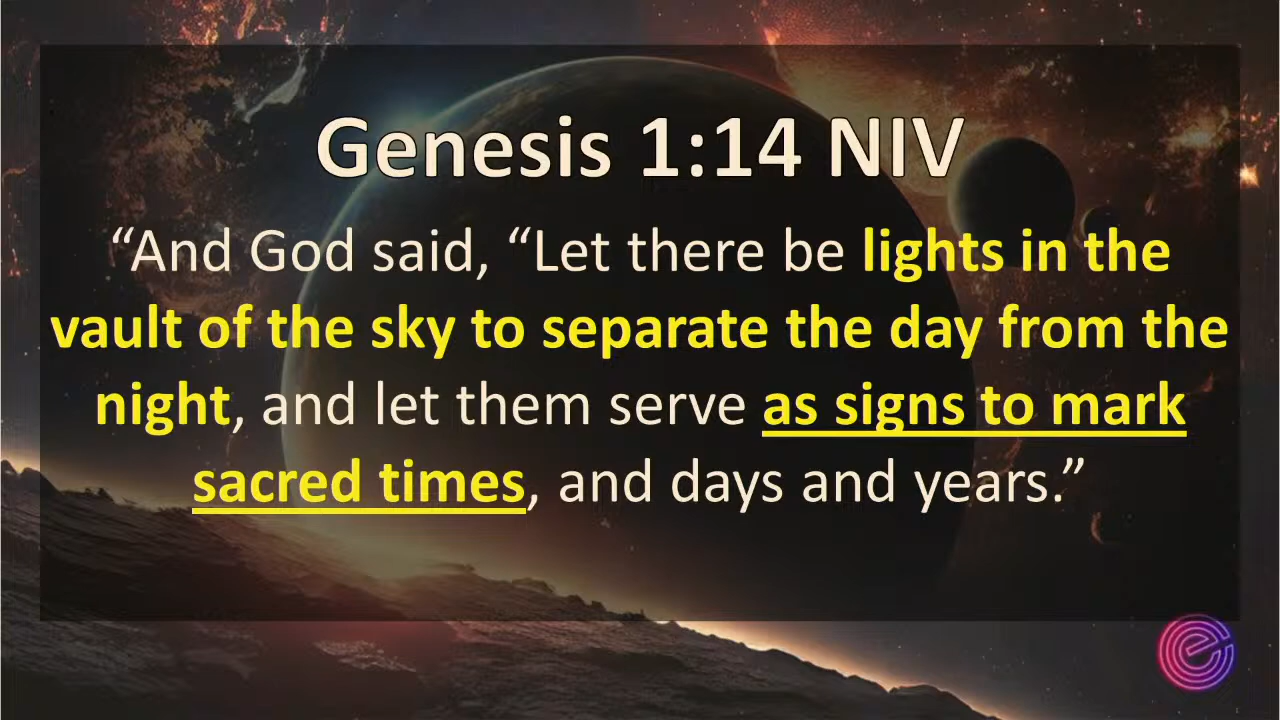 Genesis 1:14 NIV
“And God said, “Let there be lights in the
vault of the sky to separate the day from the
night, and let them serve as signs to mark
sacred times, and days and years.”